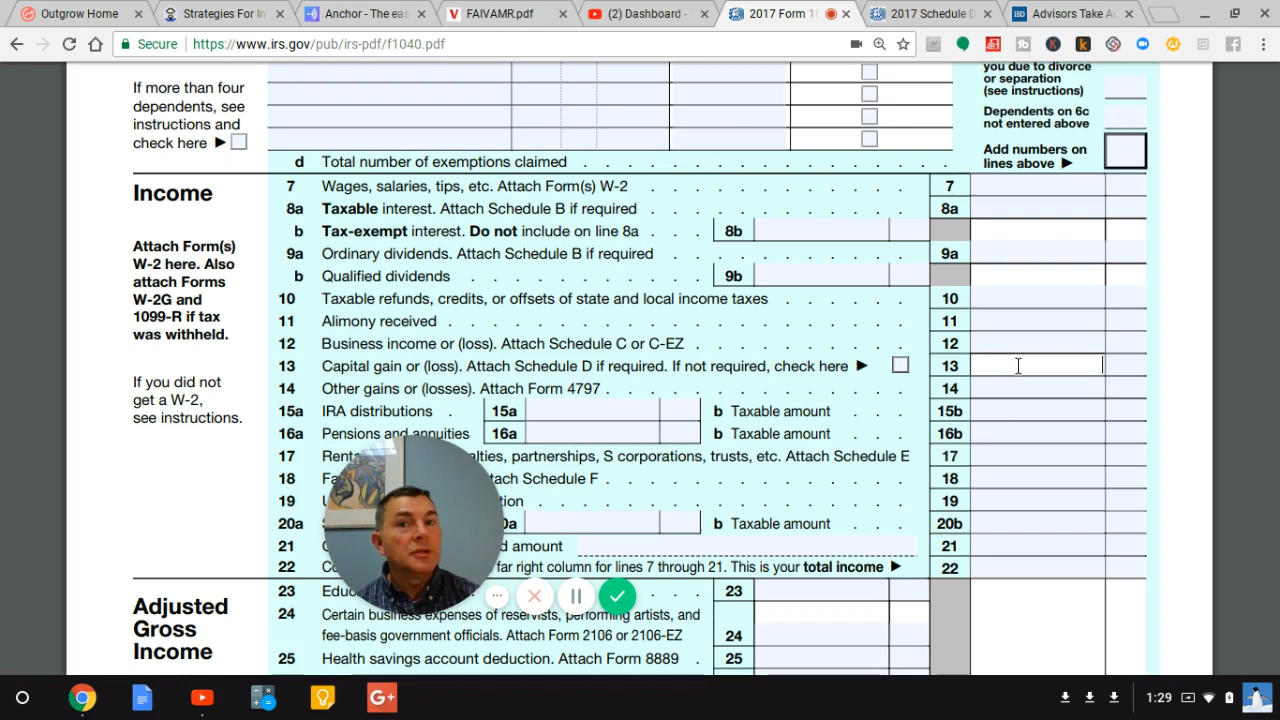 Outgrow Home
Strategies For In
Anchor - The eas
FAIVAMR.pdf
(2) Dashboard -
2017 Form 10
2017 Schedule D
IBD
Advisors Take A
Secure
https://www.irs.gov/pub/irs-pdf/f1040.pdf
If more than four
dependents, see
instructions and
check here ▶
you due to divorce
or separation
(see instructions)
Dependents on 6c
not entered above
Add numbers on
lines above ▶
d Total number of exemptions claimed . . . . . . . . . . . . . . . . . . . . . .
Income
Attach Form(s)
W-2 here. Also
attach Forms
W-2G and
1099-R if tax
was withheld.
If you did not
get a W-2,
see instructions.
7 Wages, salaries, tips, etc. Attach Form(s) W-2 . . . . . . . . . . . . 7
8a Taxable interest. Attach Schedule B if required . . . . . . . . . . . . 8a
b Tax-exempt interest. Do not include on line 8a . . . 8b
9a Ordinary dividends. Attach Schedule B if required . . . . . . . . . . . 9a
b Qualified dividends . . . . . . . . . . . 9b
10 Taxable refunds, credits, or offsets of state and local income taxes . . . . . . 10
11 Alimony received . . . . . . . . . . . . . . . . . . . . . 11
12 Business income or (loss). Attach Schedule C or C-EZ . . . . . . . . . . 12
13 Capital gain or (loss). Attach Schedule D if required. If not required, check here ▶ 13
14 Other gains or (losses). Attach Form 4797 . . . . . . . . . . . . . . 14
15a IRA distributions . 15a b Taxable amount . . . 15b
16a Pensions and annuities 16a b Taxable amount . . . 16b
17 alties, partnerships, S corporations, trusts, etc. Attach Schedule E 17
18 ttach Schedule F . . . . . . . . . . . . . . 18
19 tion . . . . . . . . . . . . . . . . . 19
20a b Taxable amount . . . 20b
21 d amount 21
22 far right column for lines 7 through 21. This is your total income ▶ 22
Adjusted
Gross
Income
23 . . . 23
24 Certain business expenses of reservists, performing artists, and
fee-basis government officials. Attach Form 2106 or 2106-EZ 24
25 Health savings account deduction. Attach Form 8889 . 25
1:29